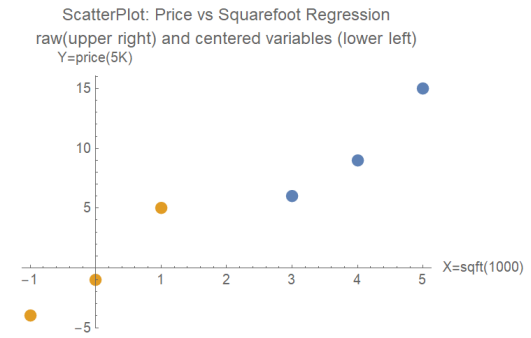 ScatterPlot: Price vs Squarefoot Regression
raw(upper right) and centered variables (lower left)
Y=price(5K)
15
10
5
-5
-1
1
2
3
4
5
X=sqft(1000)